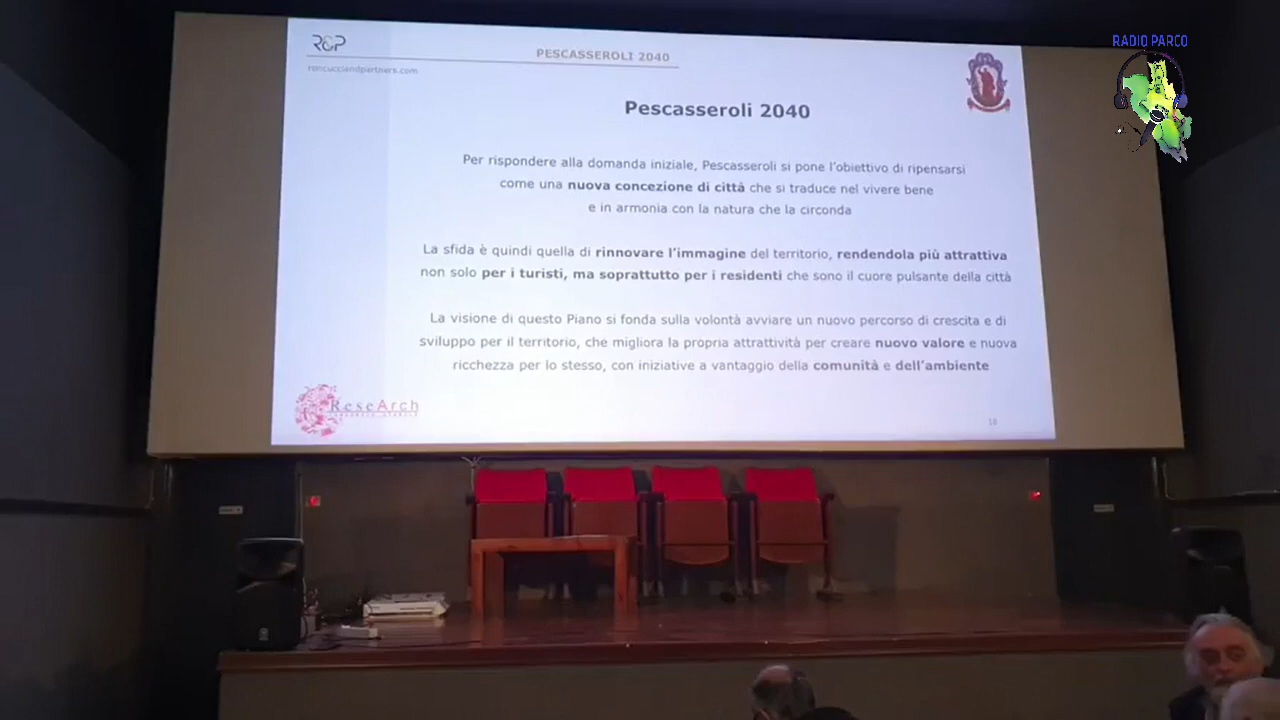 RADIO PARCO
R&P
PESCASSEROLI 2040
roncucciandpartners.com
Pescasseroli 2040
Per rispondere alla domanda iniziale, Pescasseroli si pone l'obiettivo di ripensarsi
come una nuova concezione di città che si traduce nel vivere bene
e in armonia con la natura che la circonda
La sfida è quindi quella di rinnovare l'immagine del territorio, rendendola più attrattiva
non solo per i turisti, ma soprattutto per i residenti che sono il cuore pulsante della città
La visione di questo Piano si fonda sulla volontà avviare un nuovo percorso di crescita e di
sviluppo per il territorio, che migliora la propria attrattività per creare nuovo valore e nuova
ricchezza per lo stesso, con iniziative a vantaggio della comunità e dell'ambiente
ReseArch